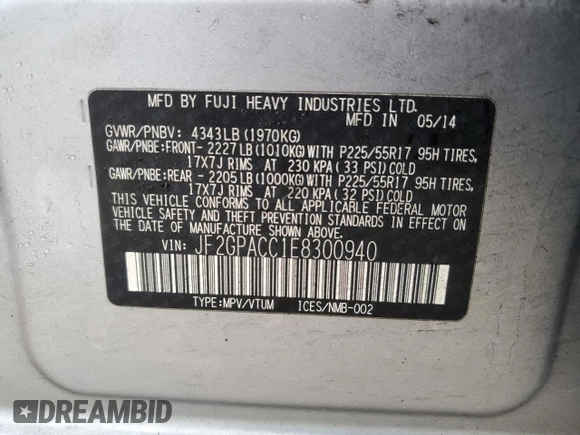 MFD BY FUJI HEAVY INDUSTRIES LTD.
MFD IN 05/14
GVWR/PNBV: 4343LB (1970KG)
GAWR/PNBE:FRONT- 2227LB (1010KG) WITH P225/55R17 95H TIRES,
17X7J RIMS AT 230 KPA (33 PSI) COLD
GAWR/PNBE:REAR - 2205LB (1000KG) WITH P225/55R17 95H TIRES,
17X7J RIMS AT 220 KPA (32 PSI) COLD
THIS VEHICLE CONFORMS TO ALL APPLICABLE FEDERAL MOTOR
VEHICLE SAFETY AND BUMPER STANDARDS IN EFFECT ON THE
DATE OF MANUFACTURE SHOWN ABOVE.
VIN: JF2GPACC1E8300940
TYPE:MPV/VTUM ICES/NMB-002
DREAMBID